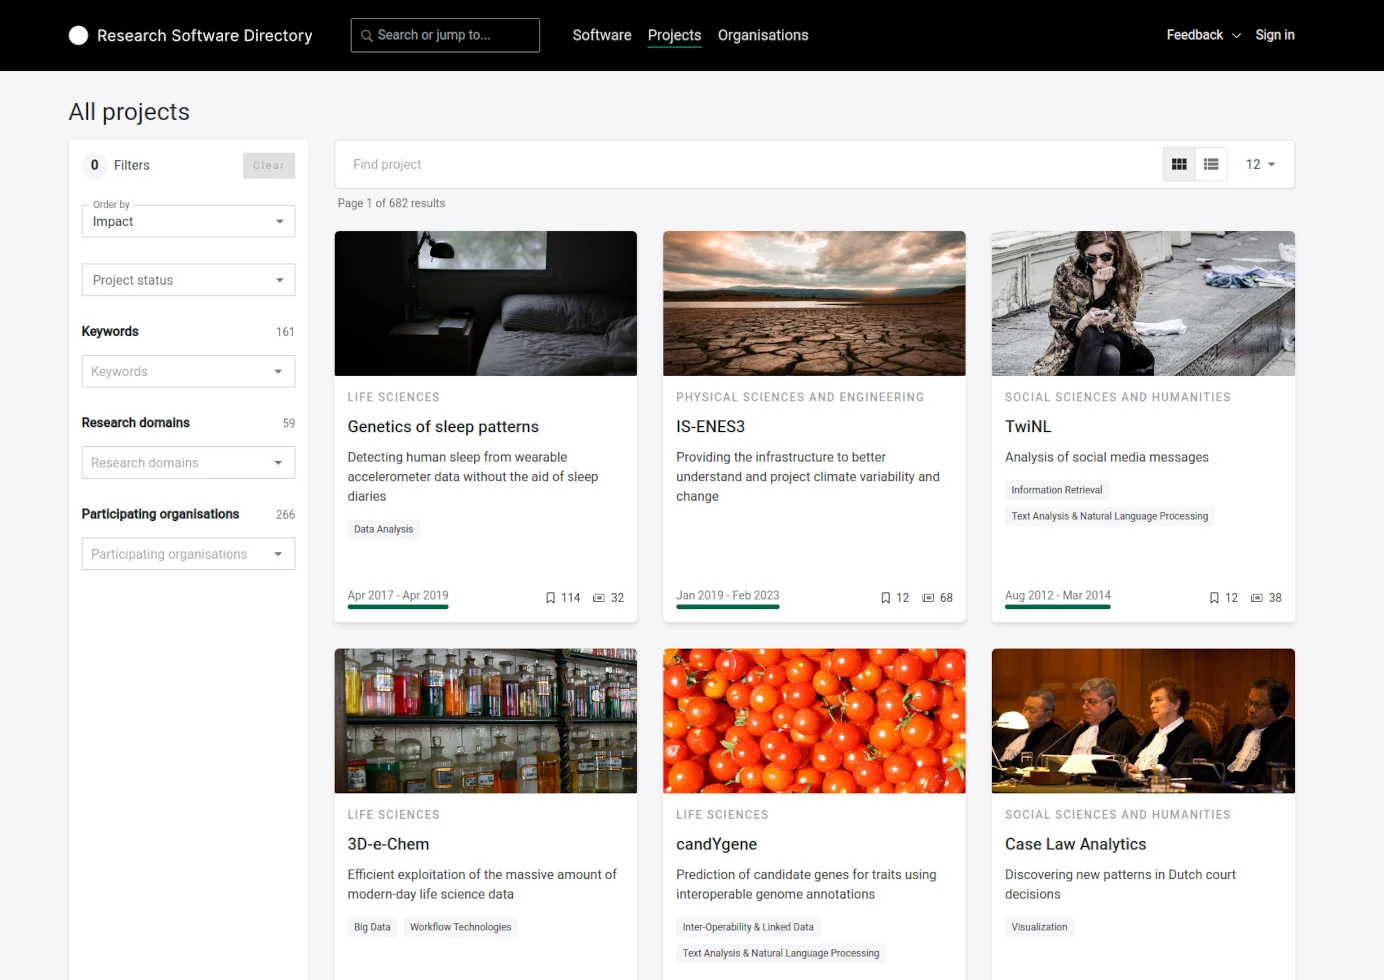 Research Software Directory
Search or jump to...
Software
Projects
Organisations
Feedback
Sign in
All projects
0 Filters
Clear
Order by
Impact
Project status
Keywords 161
Keywords
Research domains 59
Research domains
Participating organisations 266
Participating organisations
Find project
12
Page 1 of 682 results
LIFE SCIENCES
Genetics of sleep patterns
Detecting human sleep from wearable
accelerometer data without the aid of sleep
diaries
Data Analysis
Apr 2017 - Apr 2019
114 32
PHYSICAL SCIENCES AND ENGINEERING
IS-ENES3
Providing the infrastructure to better
understand and project climate variability and
change
Jan 2019 - Feb 2023
12 68
SOCIAL SCIENCES AND HUMANITIES
TwiNL
Analysis of social media messages
Information Retrieval
Text Analysis & Natural Language Processing
Aug 2012 - Mar 2014
12 38
LIFE SCIENCES
3D-e-Chem
Efficient exploitation of the massive amount of
modern-day life science data
Big Data
Workflow Technologies
LIFE SCIENCES
candYgene
Prediction of candidate genes for traits using
interoperable genome annotations
Inter-Operability & Linked Data
Text Analysis & Natural Language Processing
SOCIAL SCIENCES AND HUMANITIES
Case Law Analytics
Discovering new patterns in Dutch court
decisions
Visualization